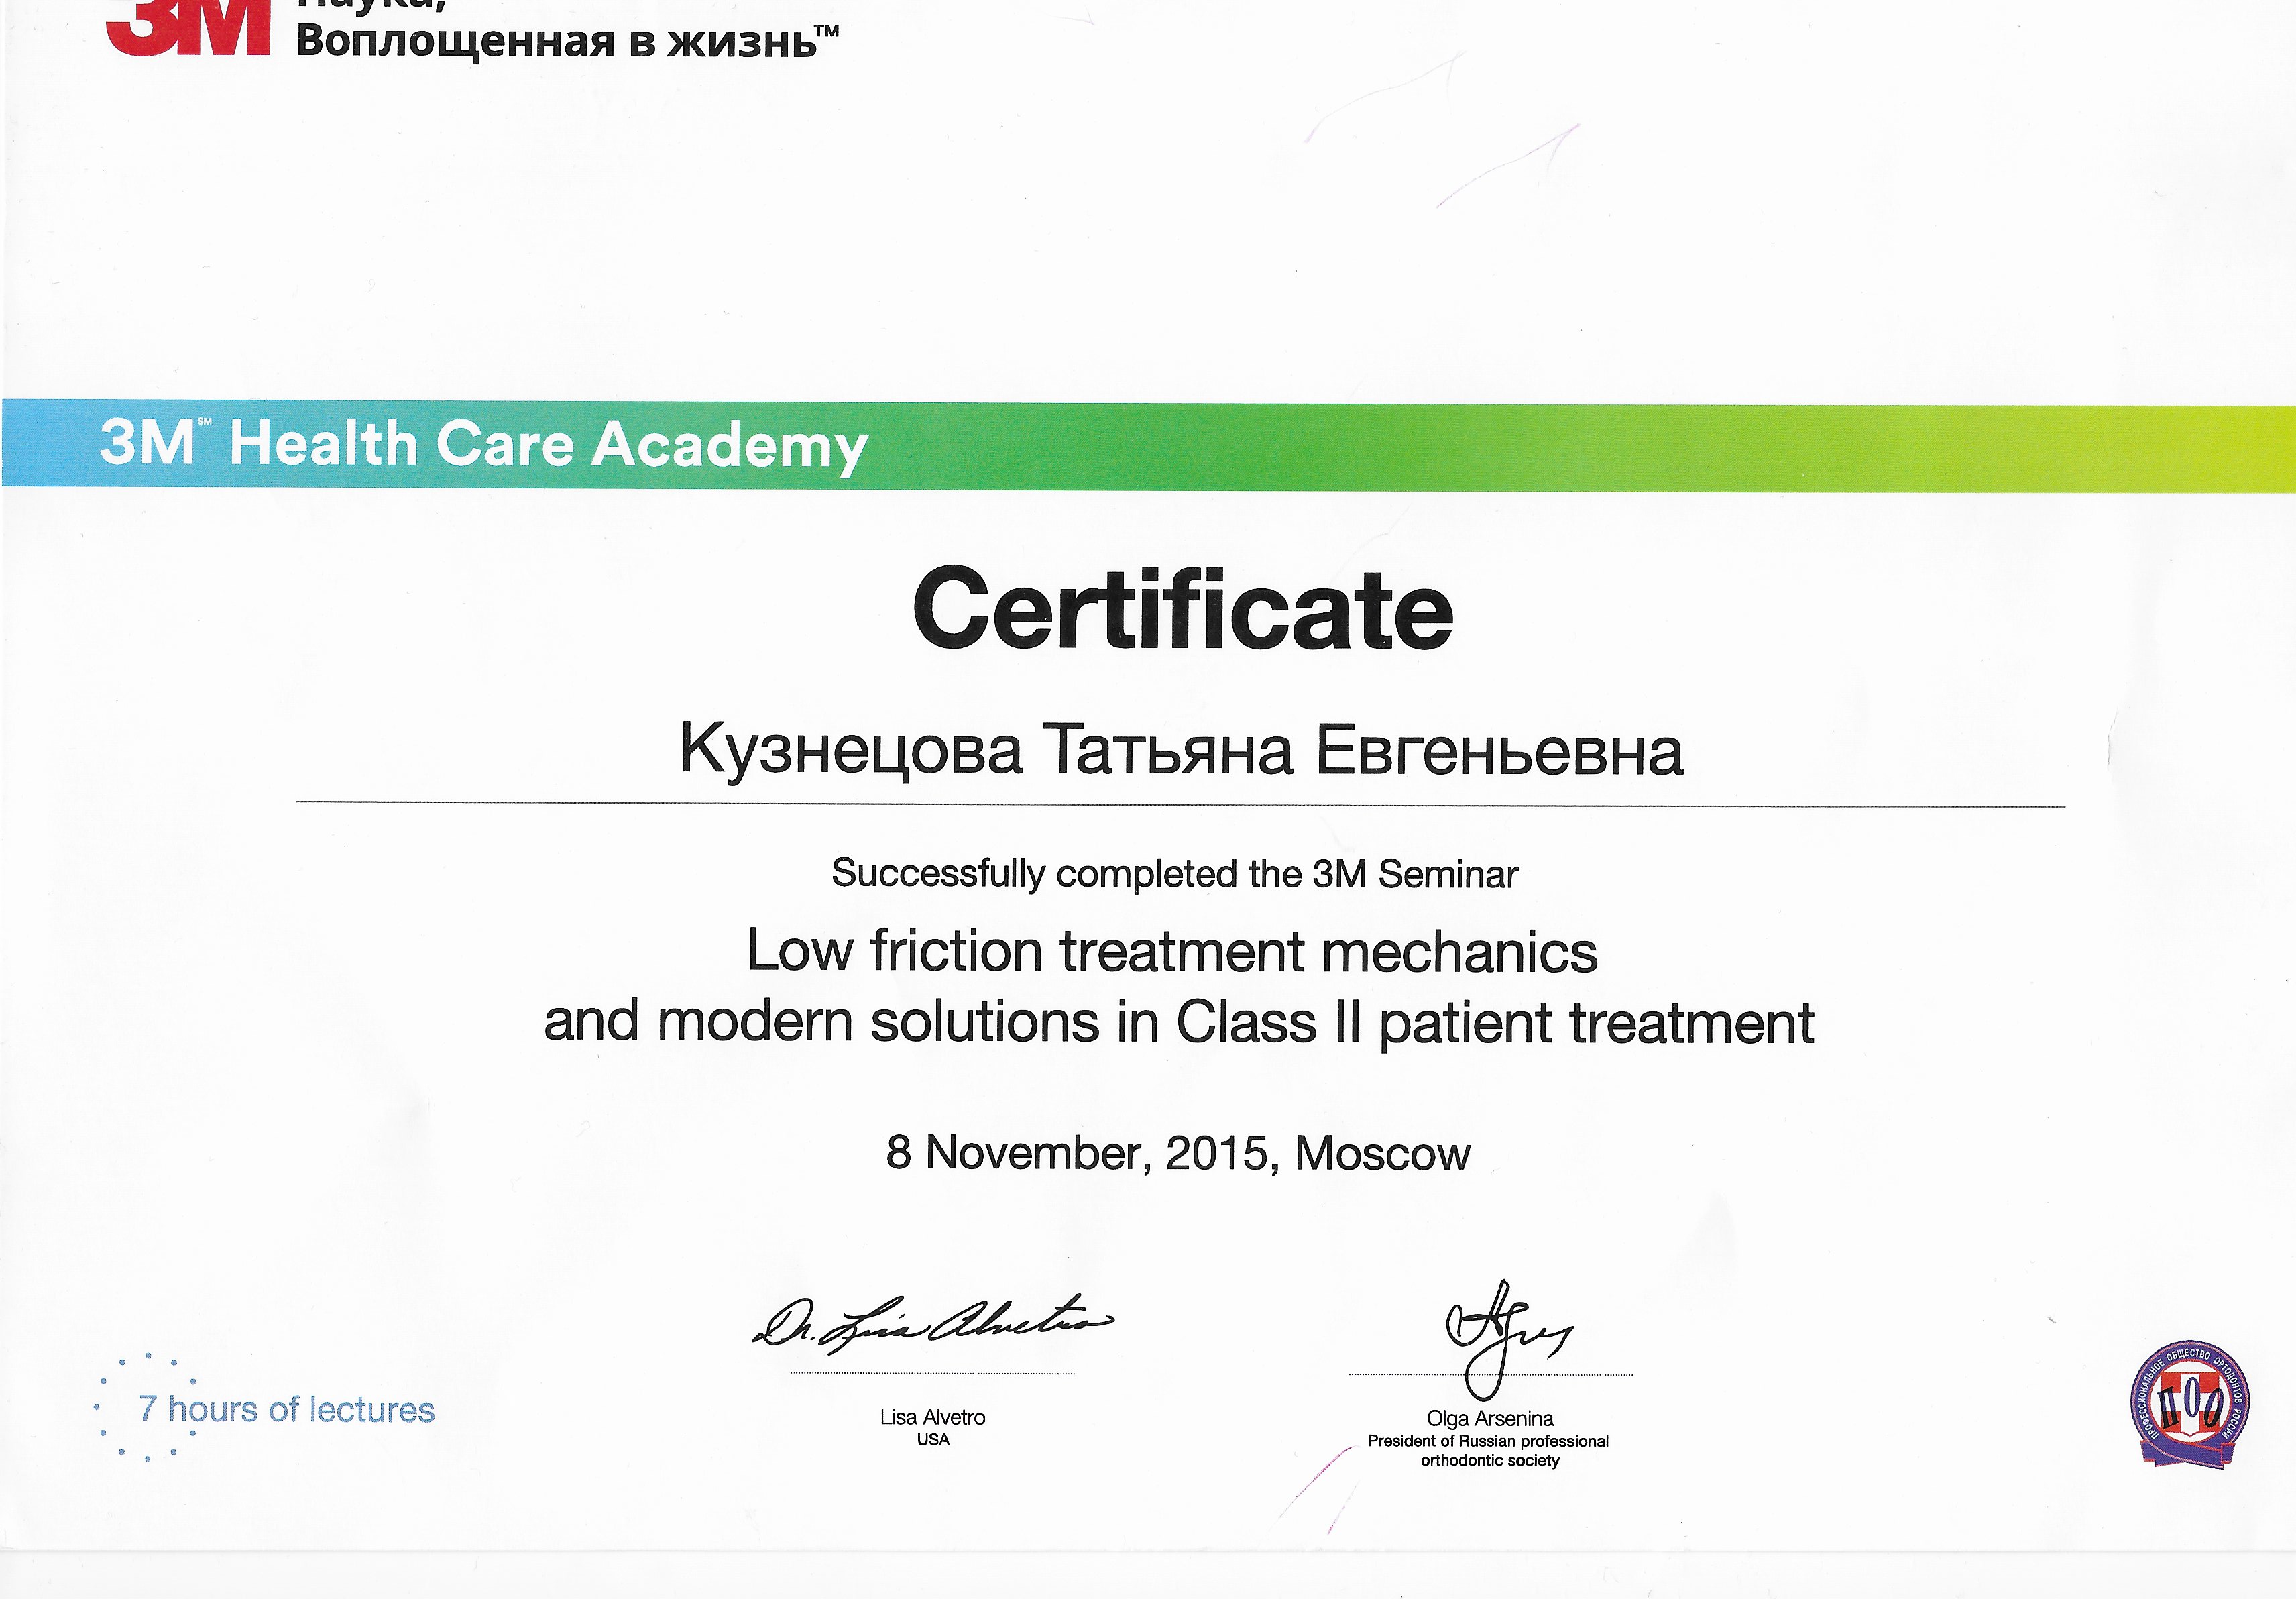 3M Наука,
Воплощенная в жизнь™
3M℠ Health Care Academy
Certificate
Кузнецова Татьяна Евгеньевна
Successfully completed the 3M Seminar
Low friction treatment mechanics
and modern solutions in Class II patient treatment
8 November, 2015, Moscow
Dr. Lisa Alvetro
7 hours of lectures
Lisa Alvetro
USA
Olga Arsenina
President of Russian professional
orthodontic society
ПРОФЕССИОНАЛЬНОЕ ОБЩЕСТВО ОРТОДОНТОВ РОССИИ
ПОО